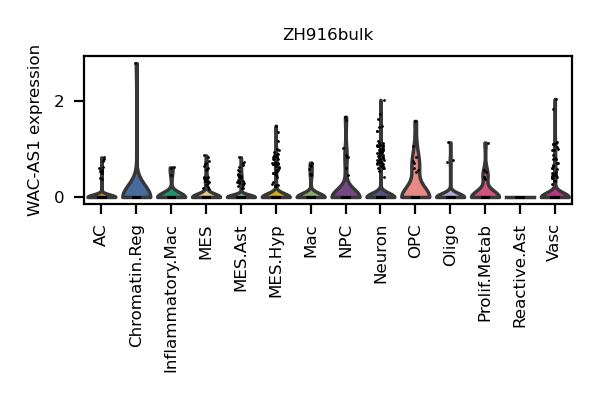 ZH916bulk
WAC-AS1 expression
2
0
AC
Chromatin.Reg
Inflammatory.Mac
MES
MES.Ast
MES.Hyp
Mac
NPC
Neuron
OPC
Oligo
Prolif.Metab
Reactive.Ast
Vasc